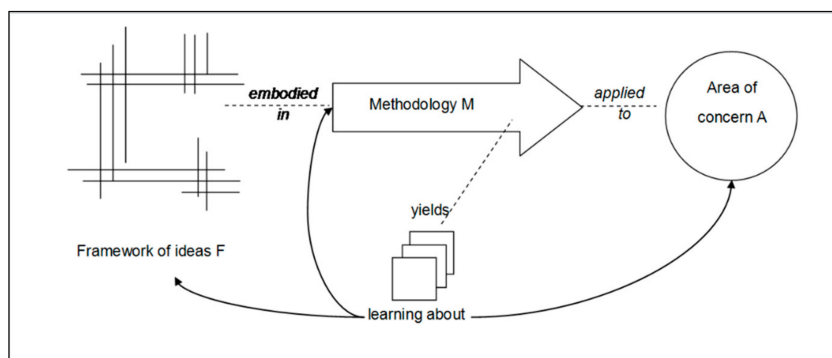 embodied
in
Methodology M
applied
to
Area of
concern A
yields
Framework of ideas F
learning about